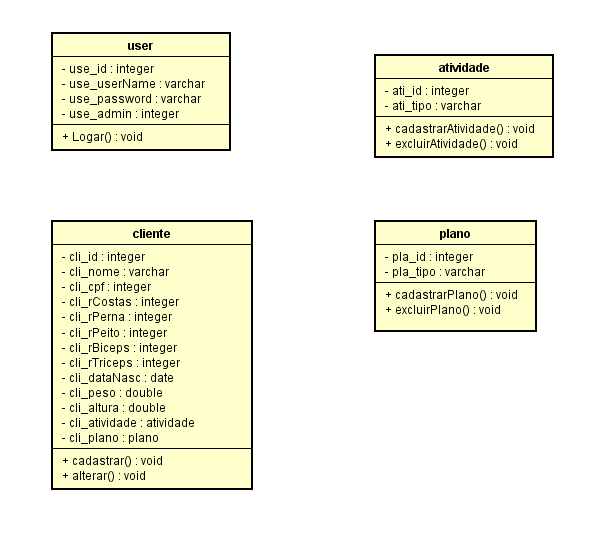 user
- use_id : integer
- use_userName : varchar
- use_password : varchar
- use_admin : integer
+ Logar() : void
atividade
- ati_id : integer
- ati_tipo : varchar
+ cadastrarAtividade() : void
+ excluirAtividade() : void
cliente
- cli_id : integer
- cli_nome : varchar
- cli_cpf : integer
- cli_rCostas : integer
- cli_rPerna : integer
- cli_rPeito : integer
- cli_rBiceps : integer
- cli_rTriceps : integer
- cli_dataNasc : date
- cli_peso : double
- cli_altura : double
- cli_atividade : atividade
- cli_plano : plano
+ cadastrar() : void
+ alterar() : void
plano
- pla_id : integer
- pla_tipo : varchar
+ cadastrarPlano() : void
+ excluirPlano() : void